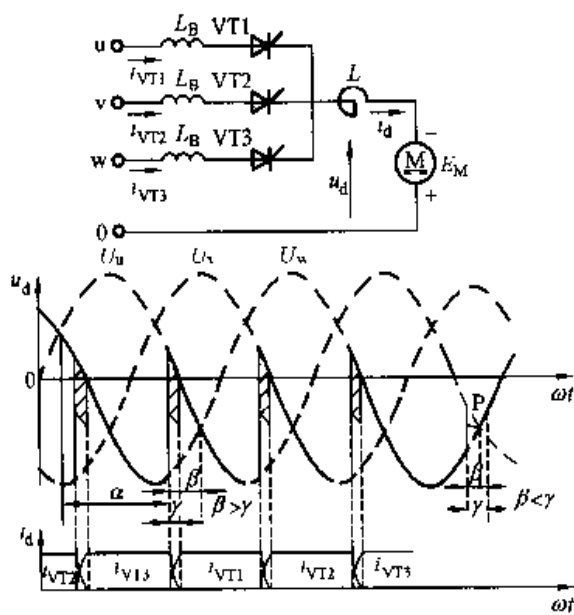 u L_B VT1
i_VT1 L_B VT2 L
v
i_VT2 L_B VT3 i_d −
w M E_M
i_VT3 u_d +
0
u_d U_u U_v U_w
0 P ωt
α β β
γ β>γ γ β<γ
i_d
i_VT2 i_VT3 i_VT1 i_VT2 i_VT3
ωt